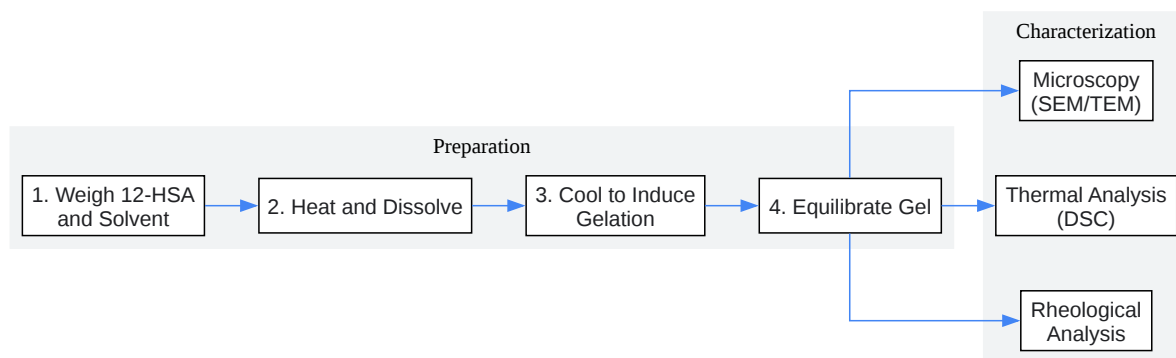 Characterization
Microscopy
(SEM/TEM)
Preparation
1. Weigh 12-HSA
and Solvent
2. Heat and Dissolve
3. Cool to Induce
Gelation
4. Equilibrate Gel
Thermal Analysis
(DSC)
Rheological
Analysis